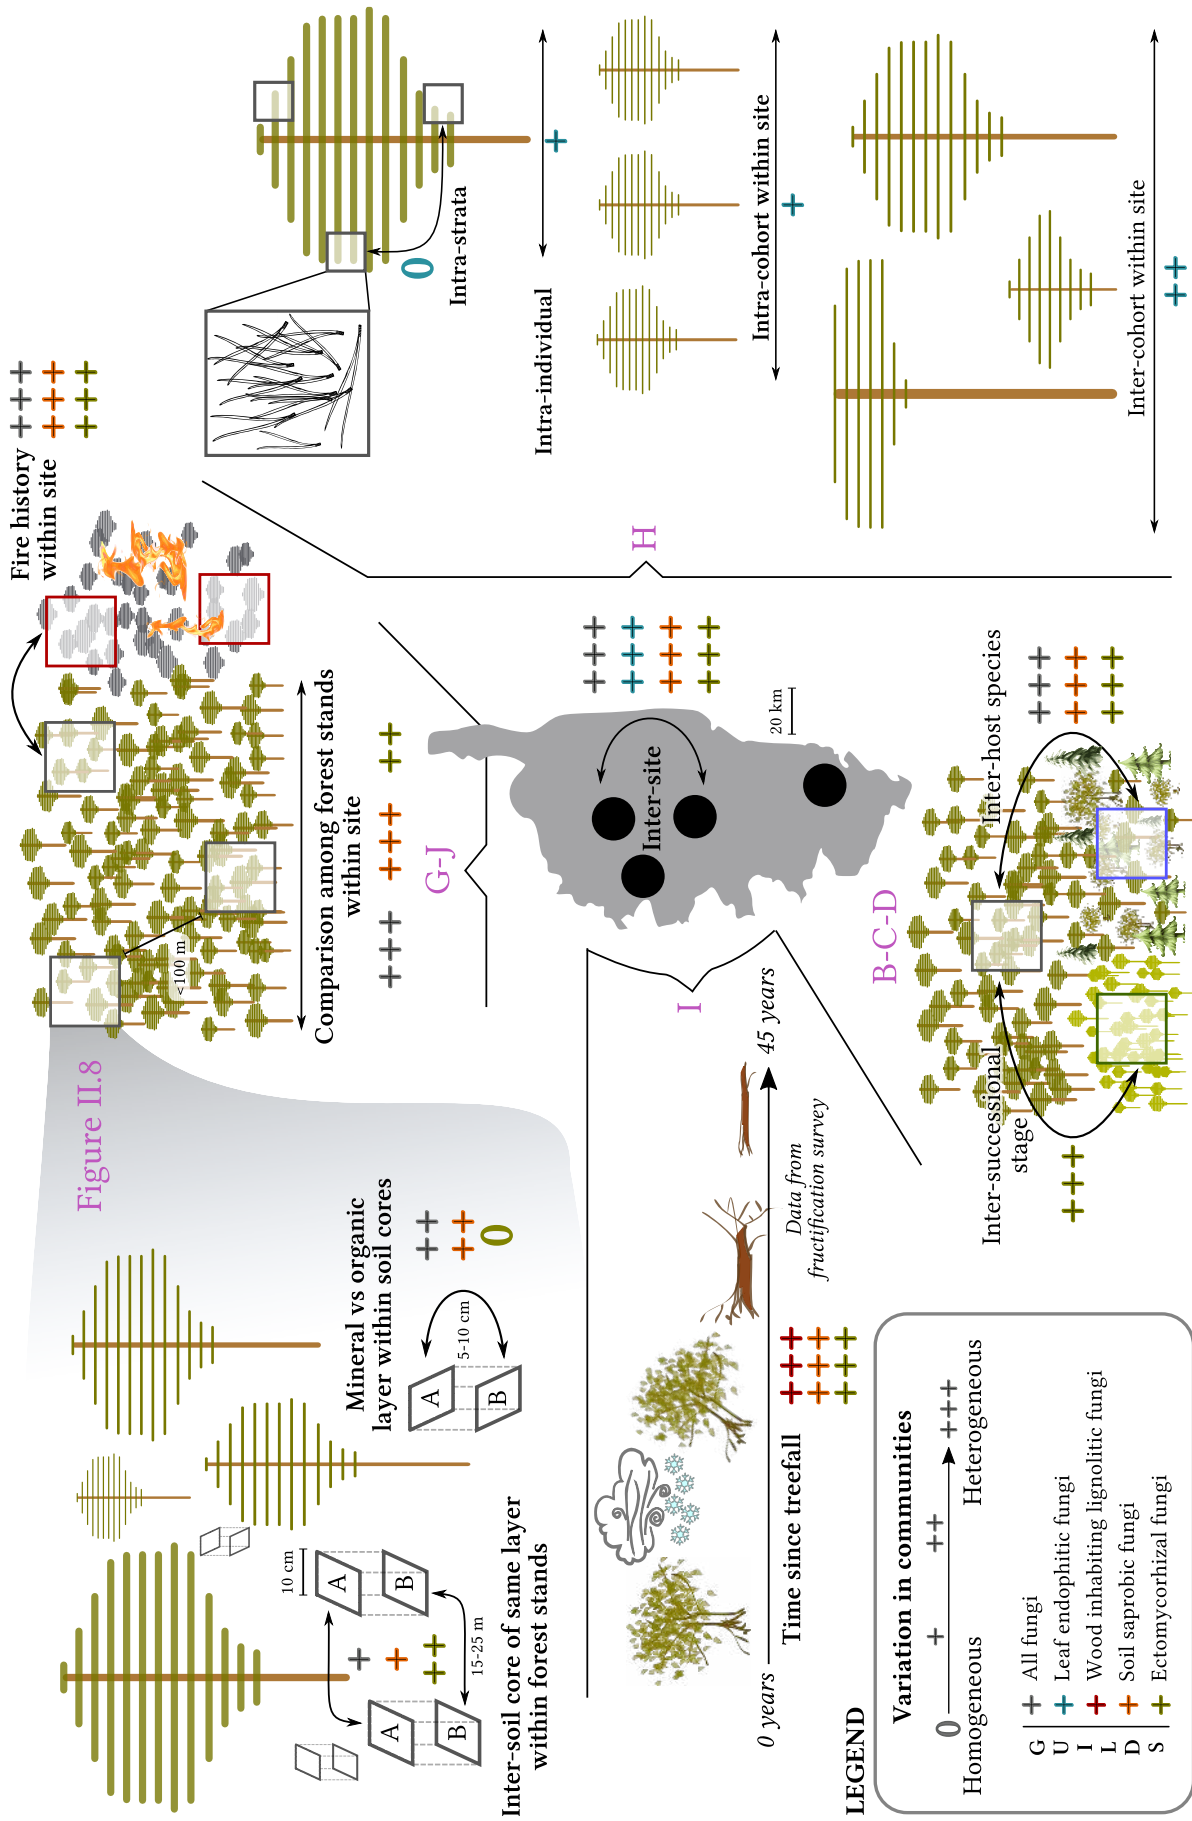 Figure II.8
Inter-soil core of same layer
within forest stands
10 cm
A
B
A
B
15-25 m
+
+
++
Mineral vs organic
layer within soil cores
A
B
5-10 cm
++
++
0
<100 m
Comparison among forest stands
within site
+++
+++
++
Fire history
within site
+++
+++
+++
G-J
Intra-strata
0
Intra-individual
+
Intra-cohort within site
+
Inter-cohort within site
++
H
Inter-site
20 km
+++
+++
+++
+++
I
0 years
45 years
Time since treefall
Data from
fructification survey
+++
+++
+++
B-C-D
Inter-successional
stage
+++
Inter-host species
+++
+++
+++
LEGEND
Variation in communities
0
+
++
+++
Homogeneous
Heterogeneous
G
U
I
L
D
S
+ All fungi
+ Leaf endophitic fungi
+ Wood inhabiting lignolitic fungi
+ Soil saprobic fungi
+ Ectomycorhizal fungi